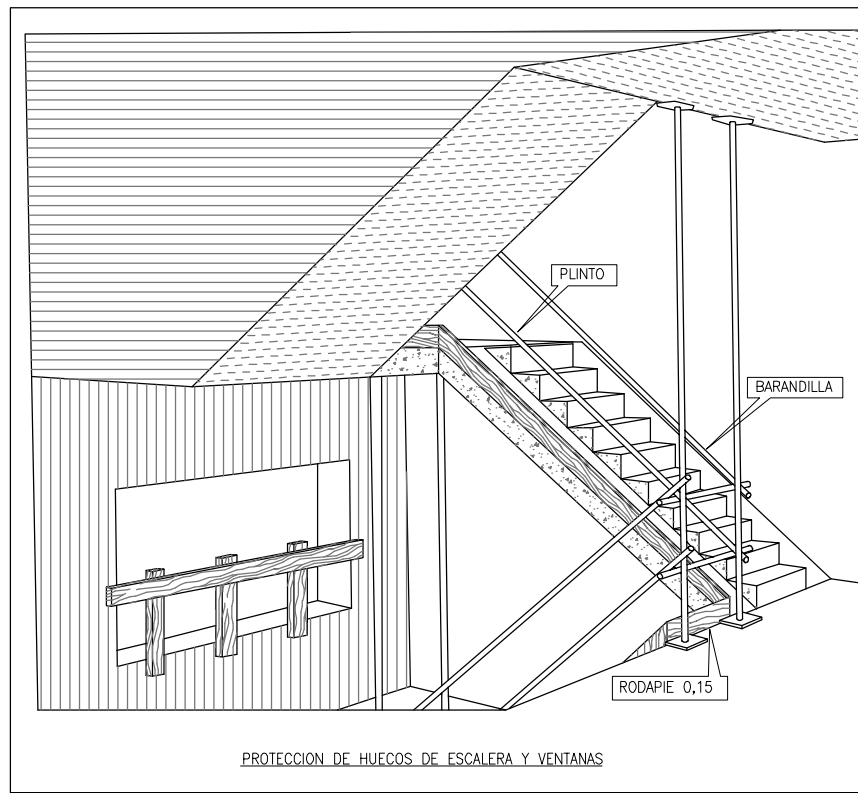 PLINTO
BARANDILLA
RODAPIE 0,15
PROTECCION DE HUECOS DE ESCALERA Y VENTANAS